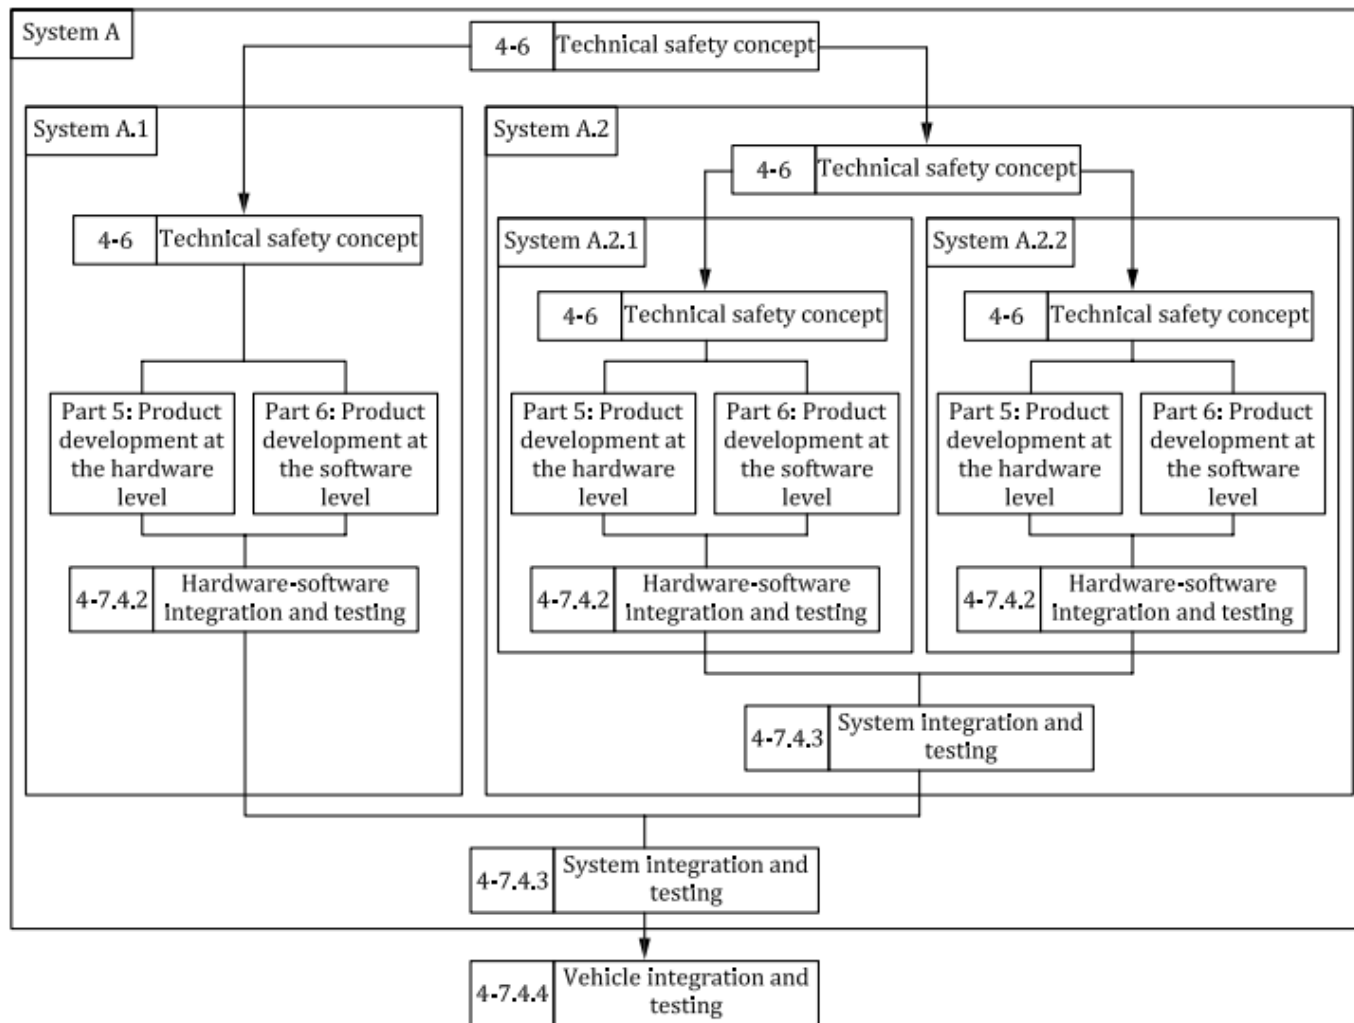 System A
4-6 Technical safety concept
System A.1
System A.2
4-6 Technical safety concept
4-6 Technical safety concept
System A.2.1
System A.2.2
4-6 Technical safety concept
4-6 Technical safety concept
Part 5: Product
development at
the hardware
level
Part 6: Product
development at
the software
level
Part 5: Product
development at
the hardware
level
Part 6: Product
development at
the software
level
Part 5: Product
development at
the hardware
level
Part 6: Product
development at
the software
level
4-7.4.2
Hardware-software
integration and testing
4-7.4.2
Hardware-software
integration and testing
4-7.4.2
Hardware-software
integration and testing
4-7.4.3
System integration and
testing
4-7.4.3
System integration and
testing
4-7.4.4
Vehicle integration and
testing